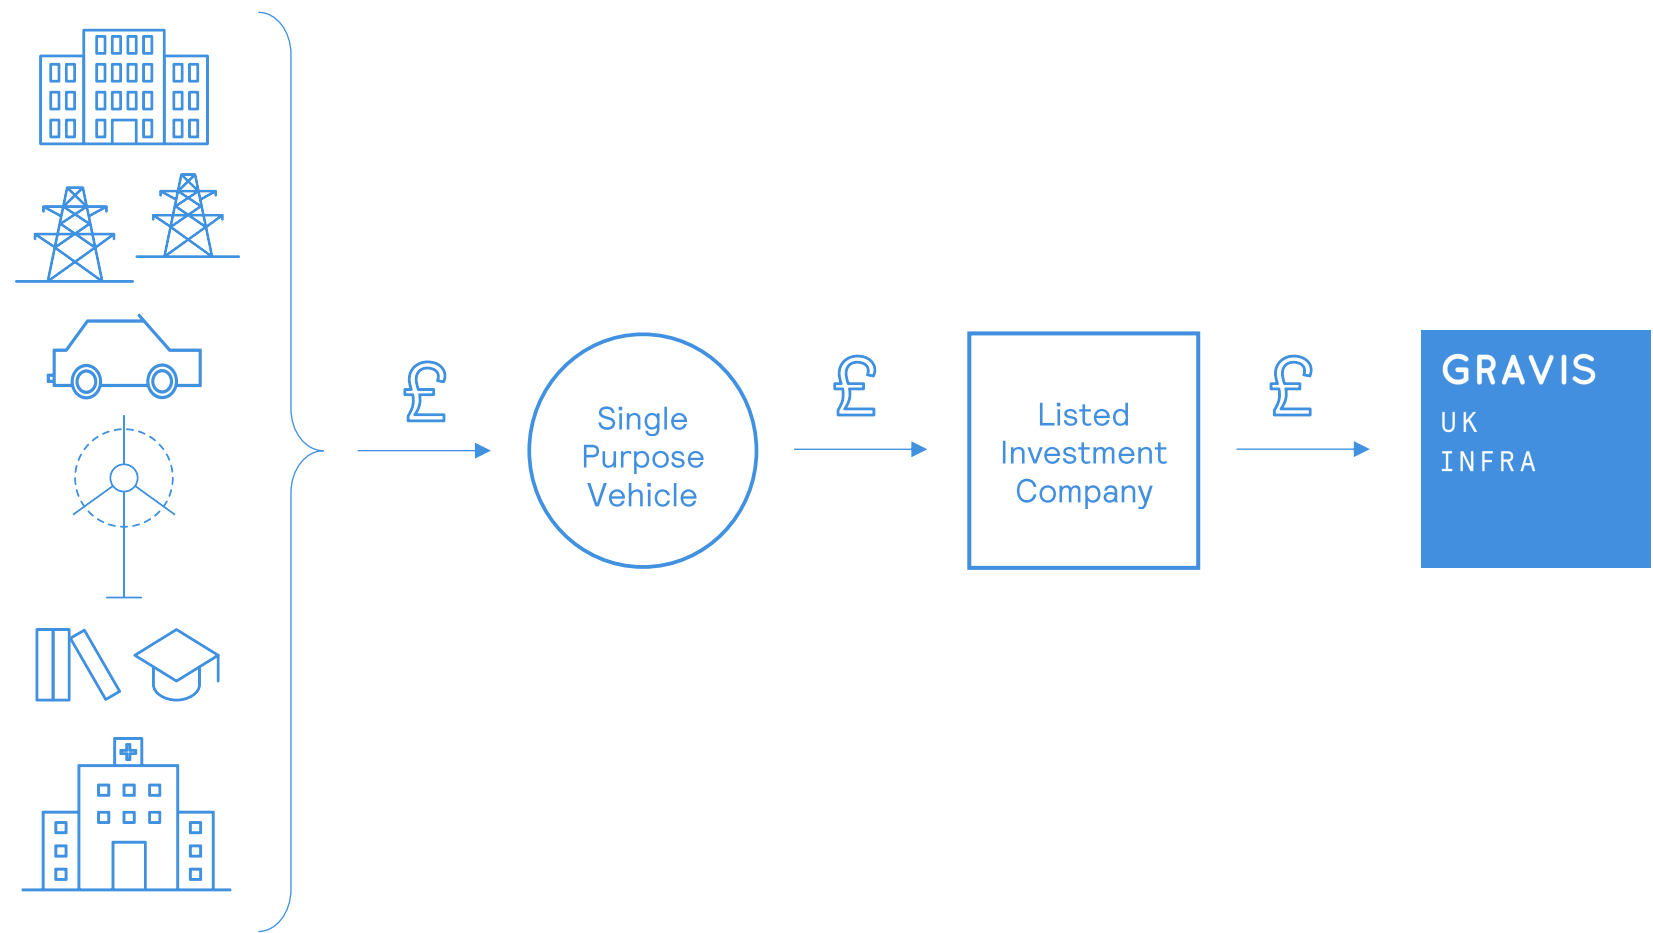 £
Single
Purpose
Vehicle
£
Listed
Investment
Company
£
GRAVIS
UK
INFRA